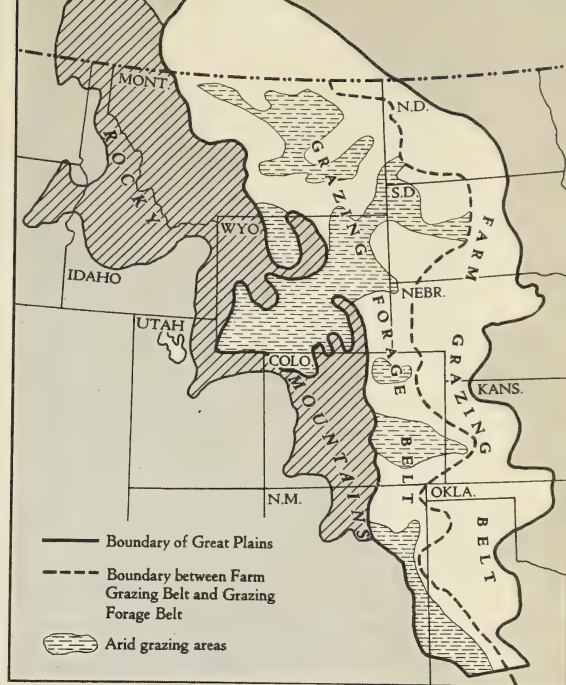 MONT.
N.D.
ROCKY
GRAZING
S.D.
WYO.
FARM
IDAHO
NEBR.
UTAH
FORAGE
COLO.
GRAZING
KANS.
MOUNTAINS
BELT
N.M.
OKLA.
BELT
Boundary of Great Plains
Boundary between Farm
Grazing Belt and Grazing
Forage Belt
Arid grazing areas